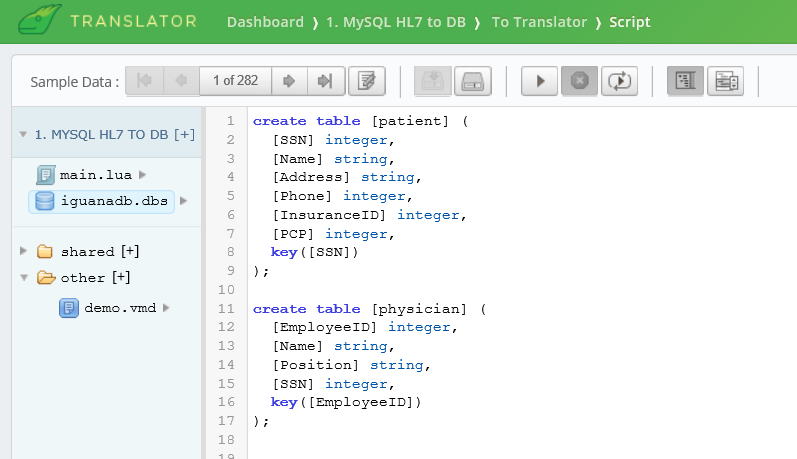 TRANSLATOR Dashboard ❯ 1. MySQL HL7 to DB ❯ To Translator ❯ Script
Sample Data : 1 of 282
1. MYSQL HL7 TO DB [+]
main.lua
iguanadb.dbs
shared [+]
other [+]
demo.vmd
1 create table [patient] (
2 [SSN] integer,
3 [Name] string,
4 [Address] string,
5 [Phone] integer,
6 [InsuranceID] integer,
7 [PCP] integer,
8 key([SSN])
9 );
10
11 create table [physician] (
12 [EmployeeID] integer,
13 [Name] string,
14 [Position] string,
15 [SSN] integer,
16 key([EmployeeID])
17 );
18
19